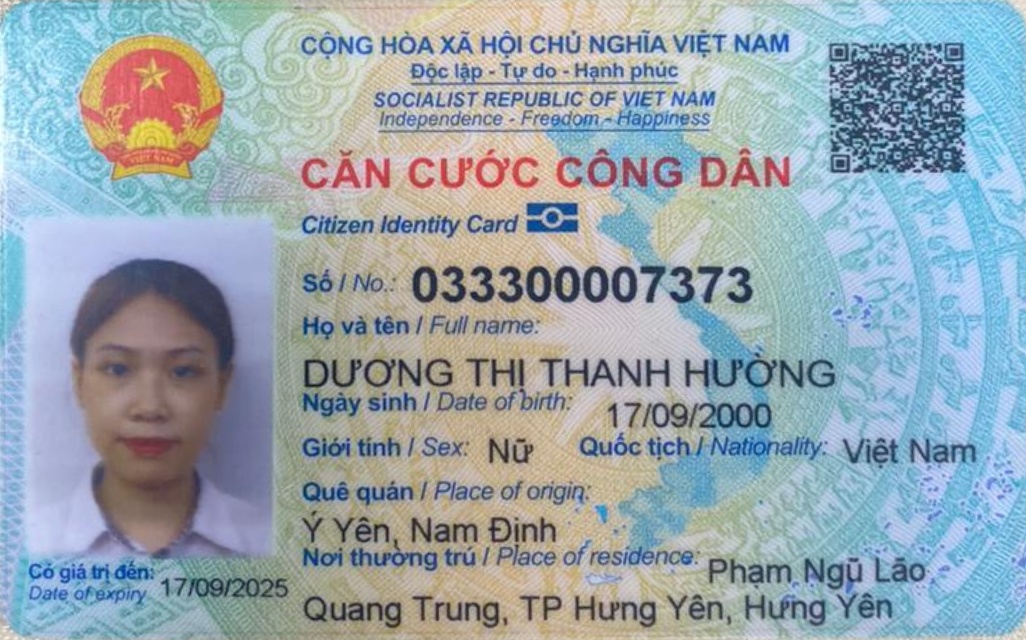 CỘNG HÒA XÃ HỘI CHỦ NGHĨA VIỆT NAM
Độc lập - Tự do - Hạnh phúc
SOCIALIST REPUBLIC OF VIET NAM
Independence - Freedom - Happiness
CĂN CƯỚC CÔNG DÂN
Citizen Identity Card
Số / No.: 033300007373
Họ và tên / Full name:
DƯƠNG THỊ THANH HƯỜNG
Ngày sinh / Date of birth: 17/09/2000
Giới tính / Sex: Nữ Quốc tịch / Nationality: Việt Nam
Quê quán / Place of origin:
Ý Yên, Nam Định
Nơi thường trú / Place of residence: Phạm Ngũ Lão
Quang Trung, TP Hưng Yên, Hưng Yên
Có giá trị đến: 17/09/2025
Date of expiry
VIỆT NAM